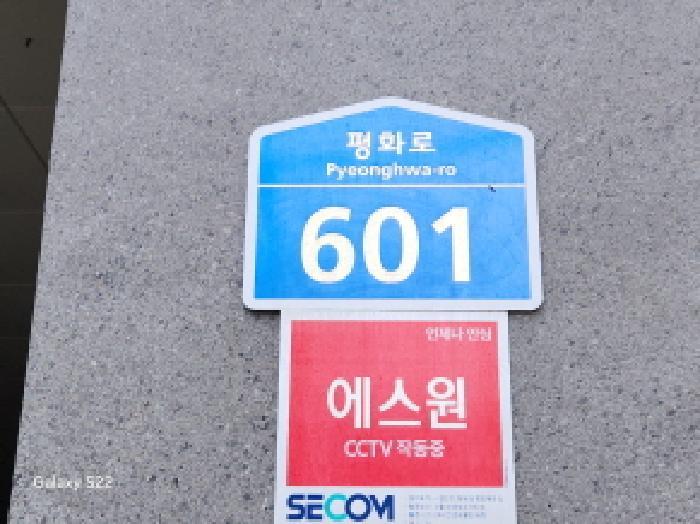 평화로
Pyeonghwa-ro
601
언제나 안심
에스원
CCTV 작동중
SECOM
Galaxy S22